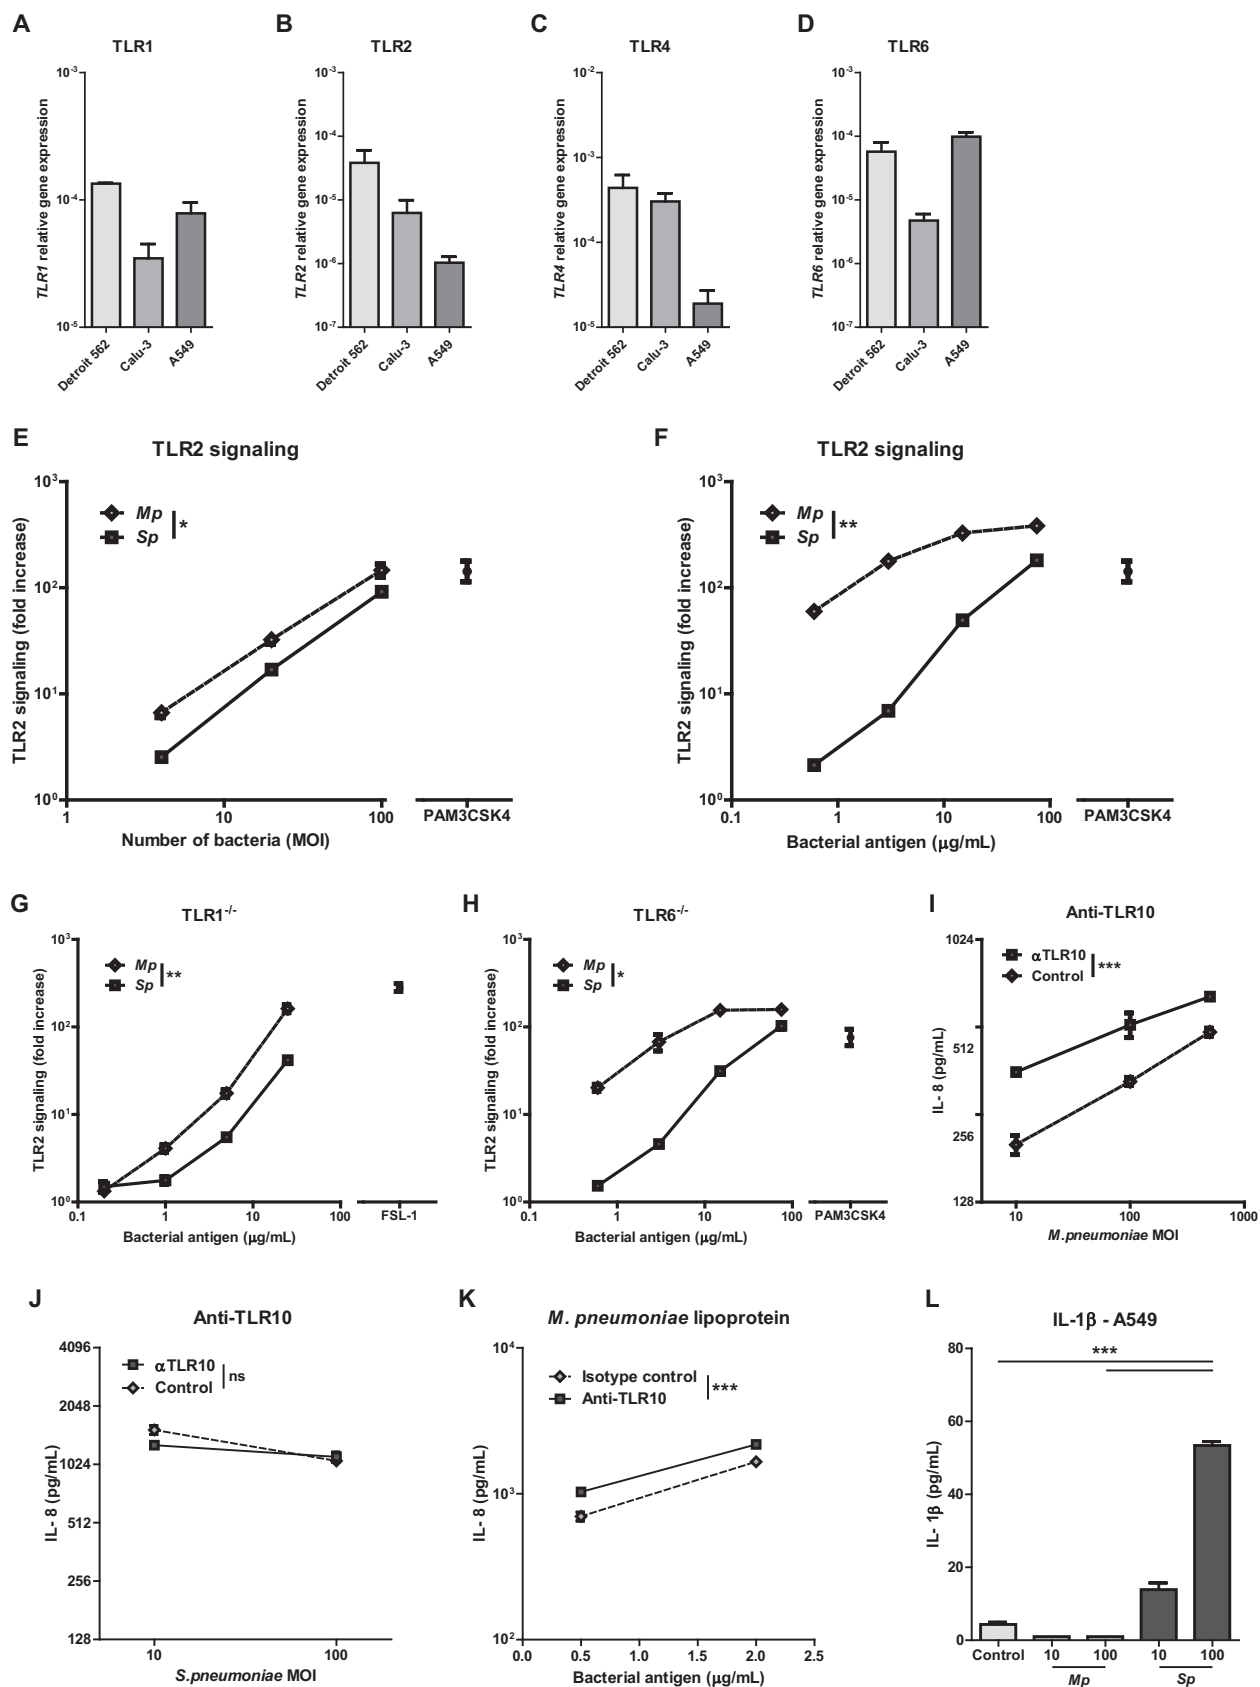 A
TLR1
TLR1 relative gene expression
10-3
10-4
10-5
Detroit 562
Calu-3
A549
B
TLR2
TLR2 relative gene expression
10-3
10-4
10-5
10-6
10-7
Detroit 562
Calu-3
A549
C
TLR4
TLR4 relative gene expression
10-2
10-3
10-4
10-5
Detroit 562
Calu-3
A549
D
TLR6
TLR6 relative gene expression
10-3
10-4
10-5
10-6
10-7
Detroit 562
Calu-3
A549
E
TLR2 signaling
TLR2 signaling (fold increase)
10³
10²
10¹
10⁰
Mp
Sp
*
1 10 100
PAM3CSK4
Number of bacteria (MOI)
F
TLR2 signaling
TLR2 signaling (fold increase)
10³
10²
10¹
10⁰
Mp
Sp
**
0.1 1 10 100
PAM3CSK4
Bacterial antigen (μg/mL)
G
TLR1-/-
TLR2 signaling (fold increase)
10³
10²
10¹
10⁰
Mp
Sp
**
0.1 1 10 100
FSL-1
Bacterial antigen (μg/mL)
H
TLR6-/-
TLR2 signaling (fold increase)
10³
10²
10¹
10⁰
Mp
Sp
*
0.1 1 10 100
PAM3CSK4
Bacterial antigen (μg/mL)
I
Anti-TLR10
IL- 8 (pg/mL)
1024
512
256
128
αTLR10
Control
***
10 100 1000
M.pneumoniae MOI
J
Anti-TLR10
IL- 8 (pg/mL)
4096
2048
1024
512
256
128
αTLR10
Control
ns
10 100
S.pneumoniae MOI
K
M. pneumoniae lipoprotein
IL- 8 (pg/mL)
10⁴
10³
10²
Isotype control
Anti-TLR10
***
0.0 0.5 1.0 1.5 2.0 2.5
Bacterial antigen (μg/mL)
L
IL-1β - A549
IL- 1β (pg/mL)
80
60
40
20
0
***
Control 10 100 10 100
Mp Sp